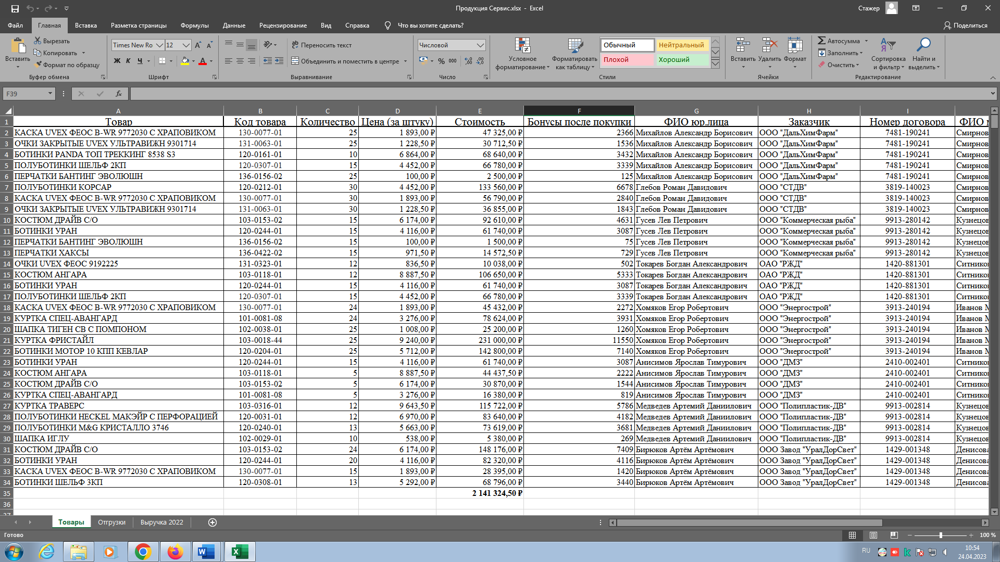 Продукция Сервис.xlsx - Excel
Стажер
Файл Главная Вставка Разметка страницы Формулы Данные Рецензирование Вид Справка Что вы хотите сделать? Поделиться
Вставить
Вырезать
Копировать
Формат по образцу
Буфер обмена
Times New Ro 12
Ж К Ч
Шрифт
Переносить текст
Объединить и поместить в центре
Выравнивание
Числовой
% 000
Число
Условное форматирование
Форматировать как таблицу
Обычный Нейтральный
Плохой Хороший
Стили
Вставить Удалить Формат
Ячейки
Автосумма
Заполнить
Очистить
Сортировка и фильтр
Найти и выделить
Редактирование
F39
A B C D E F G H I
1 Товар Код товара Количество Цена (за штуку) Стоимость Бонусы после покупки ФИО юр.лица Заказчик Номер договора ФИО
2 КАСКА UVEX ФЕОС B-WR 9772030 С ХРАПОВИКОМ 130-0077-01 25 1 893,00 ₽ 47 325,00 ₽ 2366 Михайлов Александр Борисович ООО "ДальХимФарм" 7481-190241 Смирнов
3 ОЧКИ ЗАКРЫТЫЕ UVEX УЛЬТРАВИЖН 9301714 131-0063-01 25 1 228,50 ₽ 30 712,50 ₽ 1536 Михайлов Александр Борисович ООО "ДальХимФарм" 7481-190241 Смирнов
4 БОТИНКИ PANDA ТОП ТРЕККИНГ 8538 S3 120-0161-01 10 6 864,00 ₽ 68 640,00 ₽ 3432 Михайлов Александр Борисович ООО "ДальХимФарм" 7481-190241 Смирнов
5 ПОЛУБОТИНКИ ШЕЛЬФ 2КП 120-0307-01 15 4 452,00 ₽ 66 780,00 ₽ 3339 Михайлов Александр Борисович ООО "ДальХимФарм" 7481-190241 Смирнов
6 ПЕРЧАТКИ БАНТИНГ ЭВОЛЮШН 136-0156-02 25 100,00 ₽ 2 500,00 ₽ 125 Михайлов Александр Борисович ООО "ДальХимФарм" 7481-190241 Смирнов
7 ПОЛУБОТИНКИ КОРСАР 120-0212-01 30 4 452,00 ₽ 133 560,00 ₽ 6678 Глебов Роман Давидович ООО "СТДВ" 3819-140023 Смирнов
8 КАСКА UVEX ФЕОС B-WR 9772030 С ХРАПОВИКОМ 130-0077-01 30 1 893,00 ₽ 56 790,00 ₽ 2840 Глебов Роман Давидович ООО "СТДВ" 3819-140023 Смирнов
9 ОЧКИ ЗАКРЫТЫЕ UVEX УЛЬТРАВИЖН 9301714 131-0063-01 30 1 228,50 ₽ 36 855,00 ₽ 1843 Глебов Роман Давидович ООО "СТДВ" 3819-140023 Смирнов
10 КОСТЮМ ДРАЙВ С/О 103-0153-02 15 6 174,00 ₽ 92 610,00 ₽ 4631 Гусев Лев Петрович ООО "Коммерческая рыба" 9913-280142 Кузнецов
11 БОТИНКИ УРАН 120-0244-01 15 4 116,00 ₽ 61 740,00 ₽ 3087 Гусев Лев Петрович ООО "Коммерческая рыба" 9913-280142 Кузнецов
12 ПЕРЧАТКИ БАНТИНГ ЭВОЛЮШН 136-0156-02 15 100,00 ₽ 1 500,00 ₽ 75 Гусев Лев Петрович ООО "Коммерческая рыба" 9913-280142 Кузнецов
13 ПЕРЧАТКИ ХАКСЫ 136-0422-02 15 971,50 ₽ 14 572,50 ₽ 729 Гусев Лев Петрович ООО "Коммерческая рыба" 9913-280142 Кузнецов
14 ОЧКИ UVEX ФЕОС 9192225 131-0323-01 12 836,50 ₽ 10 038,00 ₽ 502 Токарев Богдан Александрович ОАО "РЖД" 1420-881301 Ситнико
15 КОСТЮМ АНГАРА 103-0118-01 12 8 887,50 ₽ 106 650,00 ₽ 5333 Токарев Богдан Александрович ОАО "РЖД" 1420-881301 Ситнико
16 БОТИНКИ УРАН 120-0244-01 15 4 116,00 ₽ 61 740,00 ₽ 3087 Токарев Богдан Александрович ОАО "РЖД" 1420-881301 Ситнико
17 ПОЛУБОТИНКИ ШЕЛЬФ 2КП 120-0307-01 15 4 452,00 ₽ 66 780,00 ₽ 3339 Токарев Богдан Александрович ОАО "РЖД" 1420-881301 Ситнико
18 КАСКА UVEX ФЕОС B-WR 9772030 С ХРАПОВИКОМ 130-0077-01 24 1 893,00 ₽ 45 432,00 ₽ 2272 Хомяков Егор Робертович ООО "Энергострой" 3913-240194 Иванов М
19 КУРТКА СПЕЦ-АВАНГАРД 101-0081-08 24 3 276,00 ₽ 78 624,00 ₽ 3931 Хомяков Егор Робертович ООО "Энергострой" 3913-240194 Иванов М
20 ШАПКА ТИГЕН СВ С ПОМПОНОМ 102-0038-01 25 1 008,00 ₽ 25 200,00 ₽ 1260 Хомяков Егор Робертович ООО "Энергострой" 3913-240194 Иванов М
21 КУРТКА ФРИСТАЙЛ 103-0018-44 25 9 240,00 ₽ 231 000,00 ₽ 11550 Хомяков Егор Робертович ООО "Энергострой" 3913-240194 Иванов М
22 БОТИНКИ МОТОР 10 КПП КЕВЛАР 120-0204-01 25 5 712,00 ₽ 142 800,00 ₽ 7140 Хомяков Егор Робертович ООО "Энергострой" 3913-240194 Иванов М
23 БОТИНКИ УРАН 120-0244-01 15 4 116,00 ₽ 61 740,00 ₽ 3087 Анисимов Ярослав Тимурович ООО "ДМЗ" 2410-002401 Ситнико
24 КОСТЮМ АНГАРА 103-0118-01 5 8 887,50 ₽ 44 437,50 ₽ 2222 Анисимов Ярослав Тимурович ООО "ДМЗ" 2410-002401 Ситнико
25 КОСТЮМ ДРАЙВ С/О 103-0153-02 5 6 174,00 ₽ 30 870,00 ₽ 1544 Анисимов Ярослав Тимурович ООО "ДМЗ" 2410-002401 Ситнико
26 КУРТКА СПЕЦ-АВАНГАРД 101-0081-08 5 3 276,00 ₽ 16 380,00 ₽ 819 Анисимов Ярослав Тимурович ООО "ДМЗ" 2410-002401 Ситнико
27 КУРТКА ТРАВЕРС 103-0316-01 12 9 643,50 ₽ 115 722,00 ₽ 5786 Медведев Артемий Даниилович ООО "Полипластик-ДВ" 9913-002814 Кузнецов
28 ПОЛУБОТИНКИ HECKEL МАКЭЙР С ПЕРФОРАЦИЕЙ 120-0031-01 12 6 970,00 ₽ 83 640,00 ₽ 4182 Медведев Артемий Даниилович ООО "Полипластик-ДВ" 9913-002814 Кузнецов
29 ПОЛУБОТИНКИ M&G КРИСТАЛЛО 3746 120-0240-01 13 5 663,00 ₽ 73 619,00 ₽ 3681 Медведев Артемий Даниилович ООО "Полипластик-ДВ" 9913-002814 Кузнецов
30 ШАПКА ИГЛУ 102-0029-01 10 538,00 ₽ 5 380,00 ₽ 269 Медведев Артемий Даниилович ООО "Полипластик-ДВ" 9913-002814 Кузнецов
31 КОСТЮМ ДРАЙВ С/О 103-0153-02 24 6 174,00 ₽ 148 176,00 ₽ 7409 Бирюков Артём Артёмович ООО Завод "УралДорСвет" 1429-001348 Денисова
32 БОТИНКИ УРАН 120-0244-01 20 4 116,00 ₽ 82 320,00 ₽ 4116 Бирюков Артём Артёмович ООО Завод "УралДорСвет" 1429-001348 Денисова
33 КАСКА UVEX ФЕОС B-WR 9772030 С ХРАПОВИКОМ 130-0077-01 15 1 893,00 ₽ 28 395,00 ₽ 1420 Бирюков Артём Артёмович ООО Завод "УралДорСвет" 1429-001348 Денисова
34 БОТИНКИ ШЕЛЬФ 3КП 120-0308-01 13 5 292,00 ₽ 68 796,00 ₽ 3440 Бирюков Артём Артёмович ООО Завод "УралДорСвет" 1429-001348 Денисова
35 2 141 324,50 ₽
36
37
Товары Отгрузки Выручка 2022
Готово
100 %
RU
10:54
24.04.2023